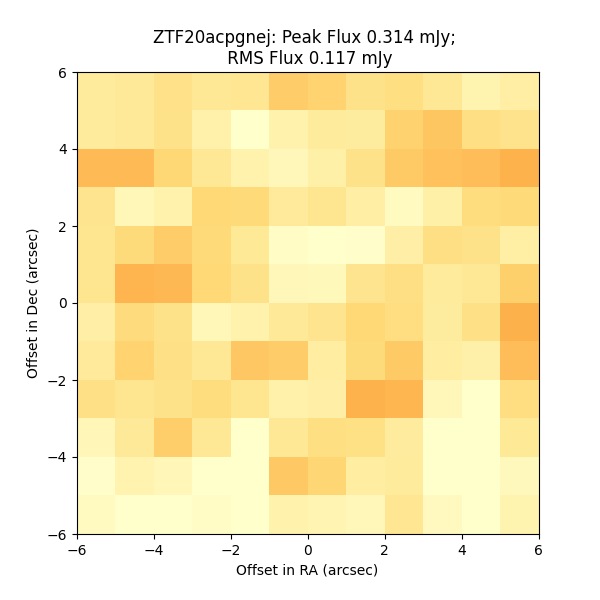 ZTF20acpgnej: Peak Flux 0.314 mJy;
RMS Flux 0.117 mJy
6
4
2
0
−2
−4
−6
Offset in Dec (arcsec)
−6 −4 −2 0 2 4 6
Offset in RA (arcsec)